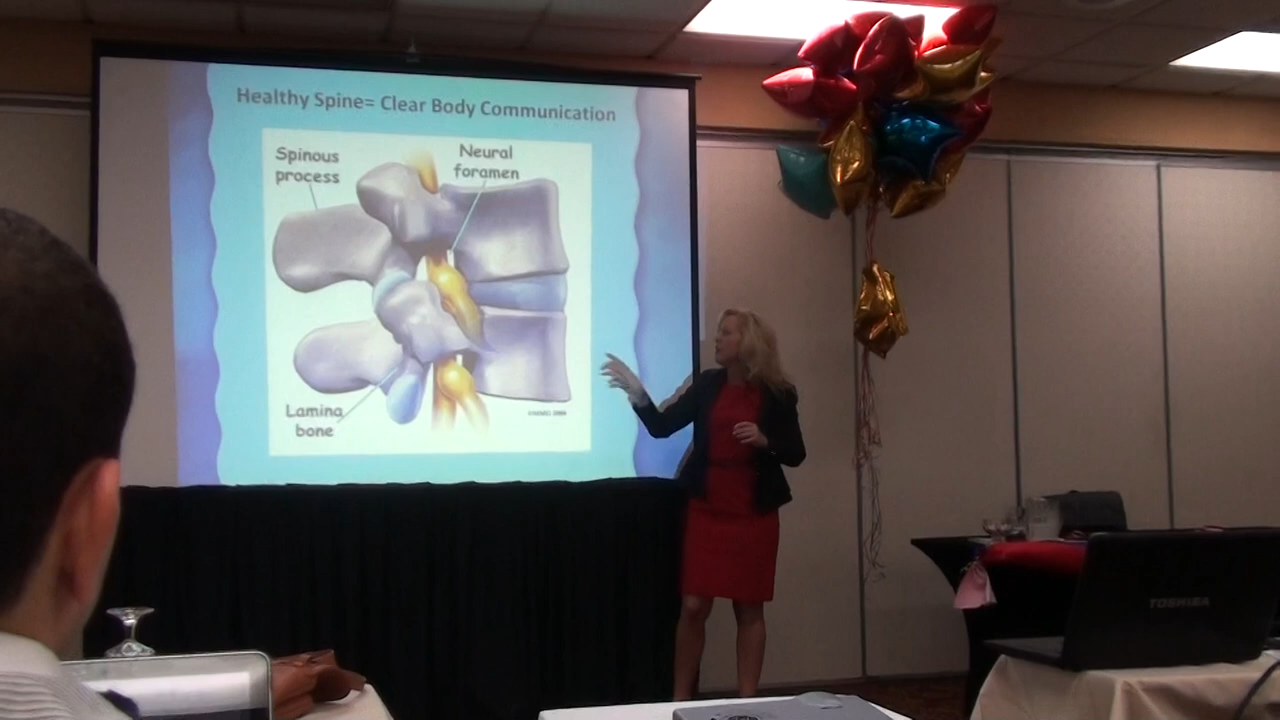 Healthy Spine= Clear Body Communication
Spinous
process
Neural
foramen
Lamina
bone
TOSHIBA